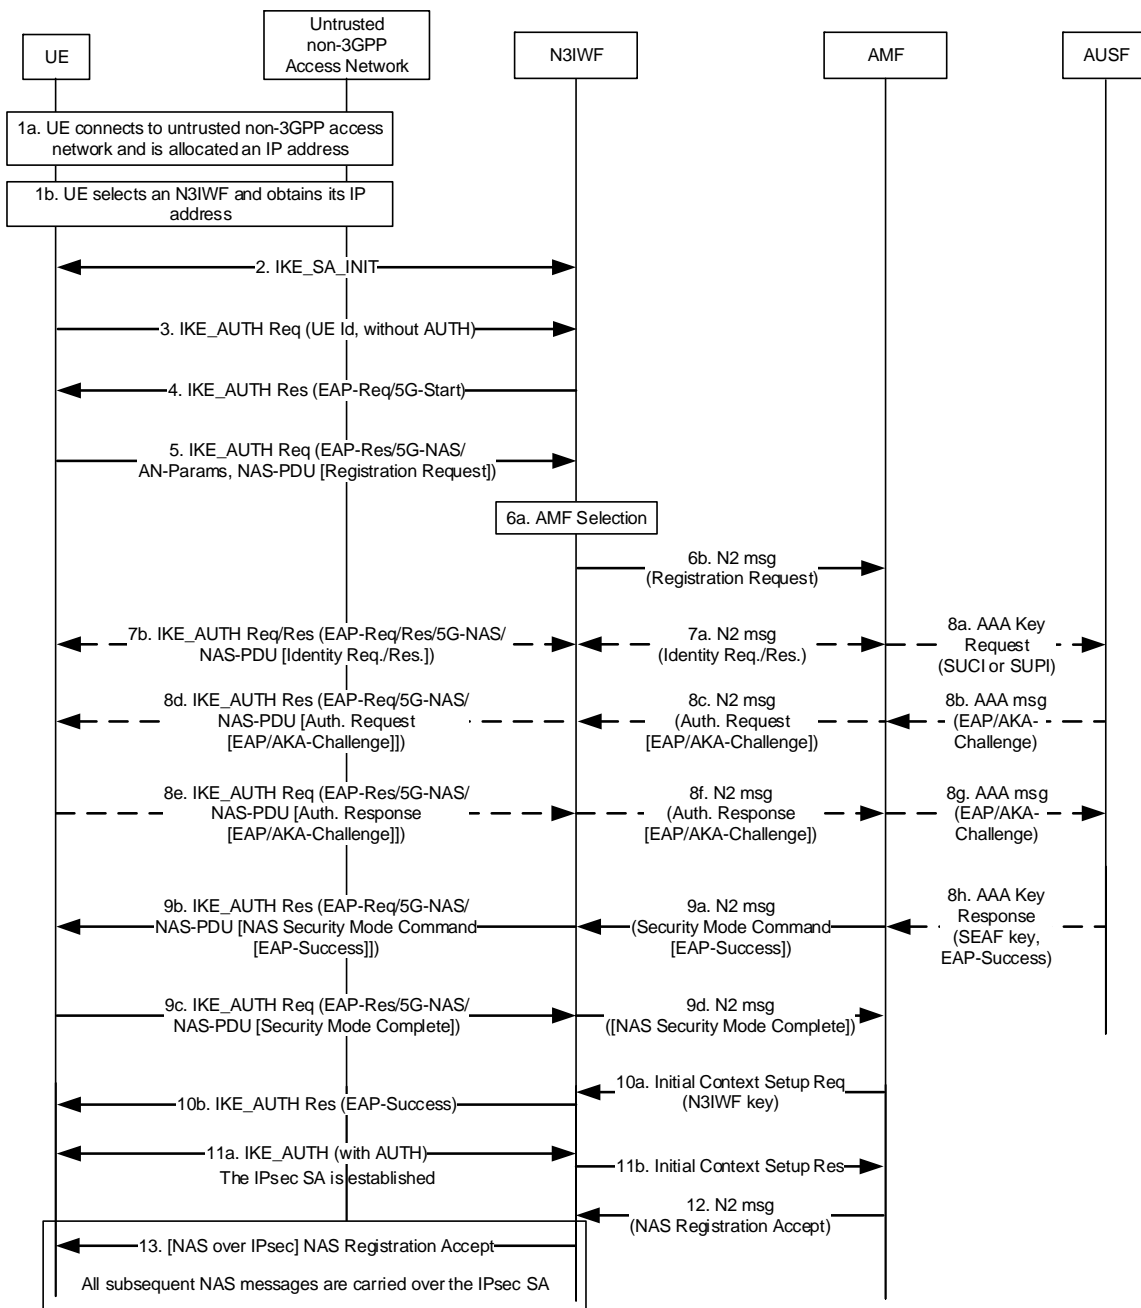 UE
Untrusted
non-3GPP
Access Network
N3IWF
AMF
AUSF
1a. UE connects to untrusted non-3GPP access
network and is allocated an IP address
1b. UE selects an N3IWF and obtains its IP
address
2. IKE_SA_INIT
3. IKE_AUTH Req (UE Id, without AUTH)
4. IKE_AUTH Res (EAP-Req/5G-Start)
5. IKE_AUTH Req (EAP-Res/5G-NAS/
AN-Params, NAS-PDU [Registration Request])
6a. AMF Selection
6b. N2 msg
(Registration Request)
7b. IKE_AUTH Req/Res (EAP-Req/Res/5G-NAS/
NAS-PDU [Identity Req./Res.])
7a. N2 msg
(Identity Req./Res.)
8a. AAA Key
Request
(SUCI or SUPI)
8d. IKE_AUTH Res (EAP-Req/5G-NAS/
NAS-PDU [Auth. Request
[EAP/AKA-Challenge]])
8c. N2 msg
(Auth. Request
[EAP/AKA-Challenge])
8b. AAA msg
(EAP/AKA-
Challenge)
8e. IKE_AUTH Req (EAP-Res/5G-NAS/
NAS-PDU [Auth. Response
[EAP/AKA-Challenge]])
8f. N2 msg
(Auth. Response
[EAP/AKA-Challenge])
8g. AAA msg
(EAP/AKA-
Challenge)
9b. IKE_AUTH Res (EAP-Req/5G-NAS/
NAS-PDU [NAS Security Mode Command
[EAP-Success]])
9a. N2 msg
(Security Mode Command
[EAP-Success])
8h. AAA Key
Response
(SEAF key,
EAP-Success)
9c. IKE_AUTH Req (EAP-Res/5G-NAS/
NAS-PDU [Security Mode Complete])
9d. N2 msg
([NAS Security Mode Complete])
10a. Initial Context Setup Req
(N3IWF key)
10b. IKE_AUTH Res (EAP-Success)
11a. IKE_AUTH (with AUTH)
The IPsec SA is established
11b. Initial Context Setup Res
12. N2 msg
(NAS Registration Accept)
13. [NAS over IPsec] NAS Registration Accept
All subsequent NAS messages are carried over the IPsec SA